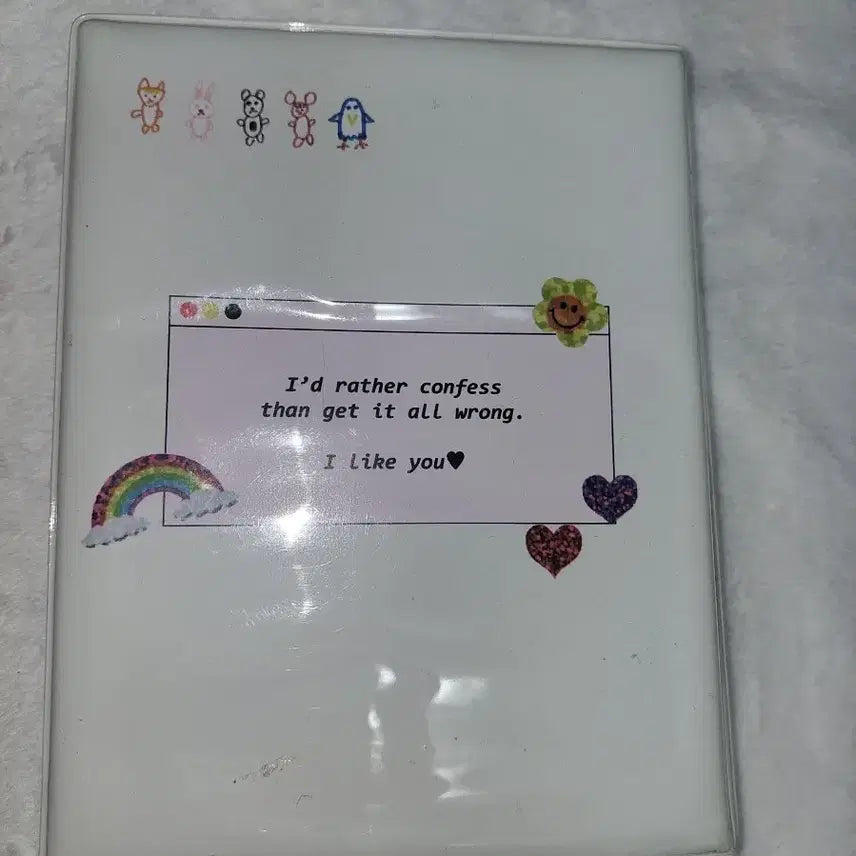 I'd rather confess
than get it all wrong.
I like you♥